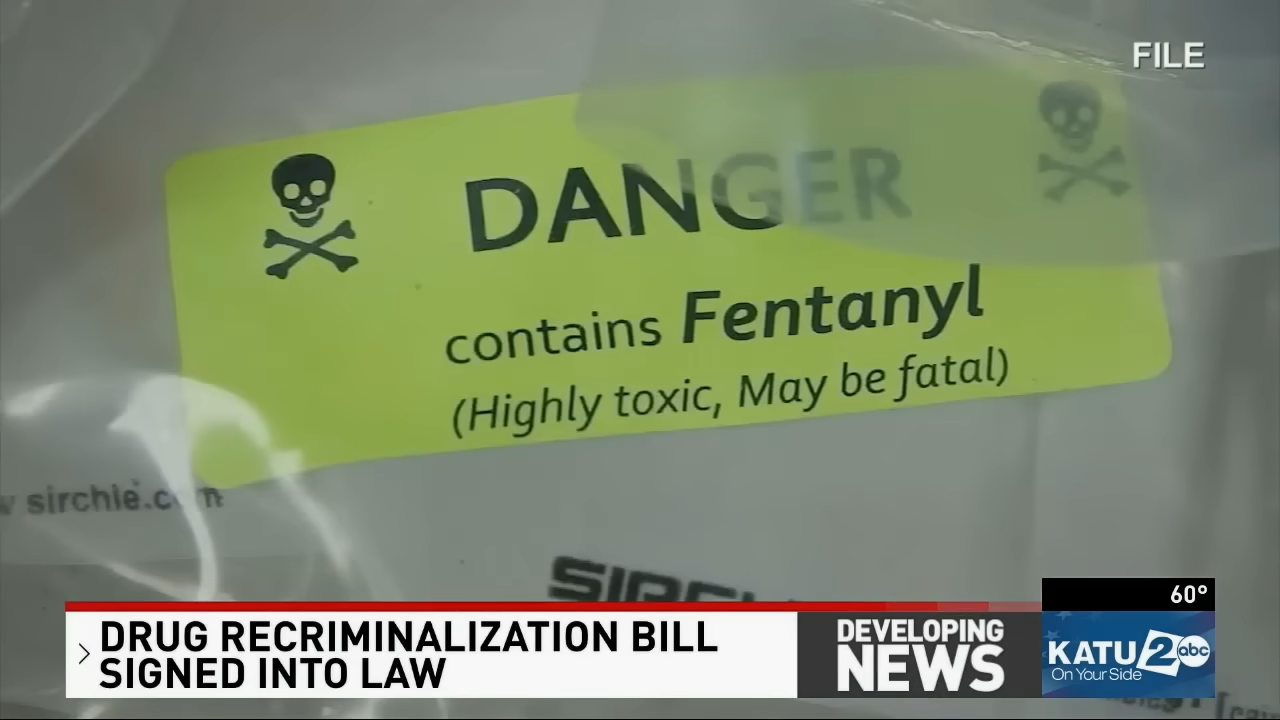 FILE
DANGER
contains Fentanyl
(Highly toxic, May be fatal)
sirchie.com
SIRCHIE
60°
DRUG RECRIMINALIZATION BILL
SIGNED INTO LAW
DEVELOPING
NEWS
KATU 2 abc
On Your Side